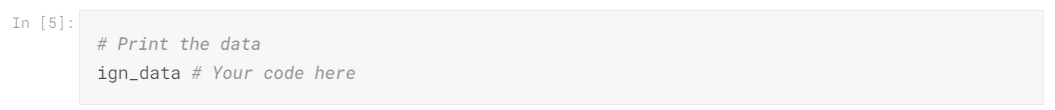 In [5]:
# Print the data
ign_data # Your code here